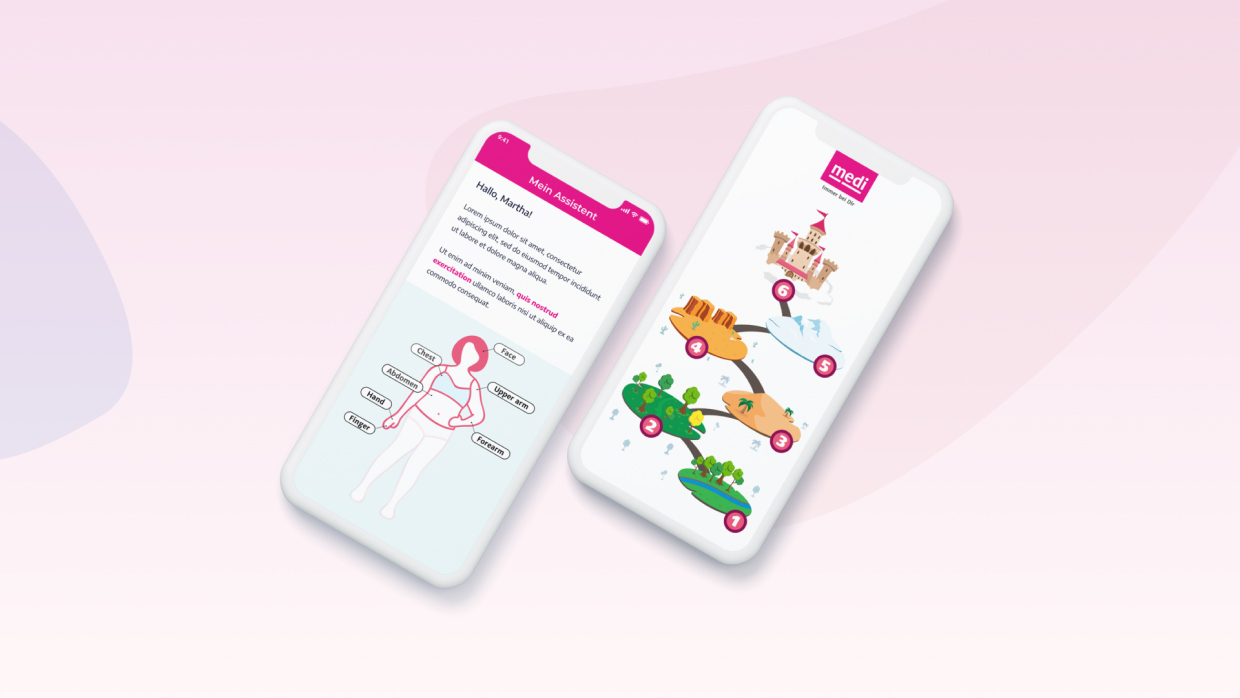 9:41
Mein Assistent
Hallo, Martha!
Lorem ipsum dolor sit amet, consectetur
adipiscing elit, sed do eiusmod tempor incididunt
ut labore et dolore magna aliqua.
Ut enim ad minim veniam, quis nostrud
exercitation ullamco laboris nisi ut aliquip ex ea
commodo consequat.
Face
Chest
Abdomen
Upper arm
Hand
Finger
Forearm
medi
Immer bei Dir
6
5
4
3
2
1